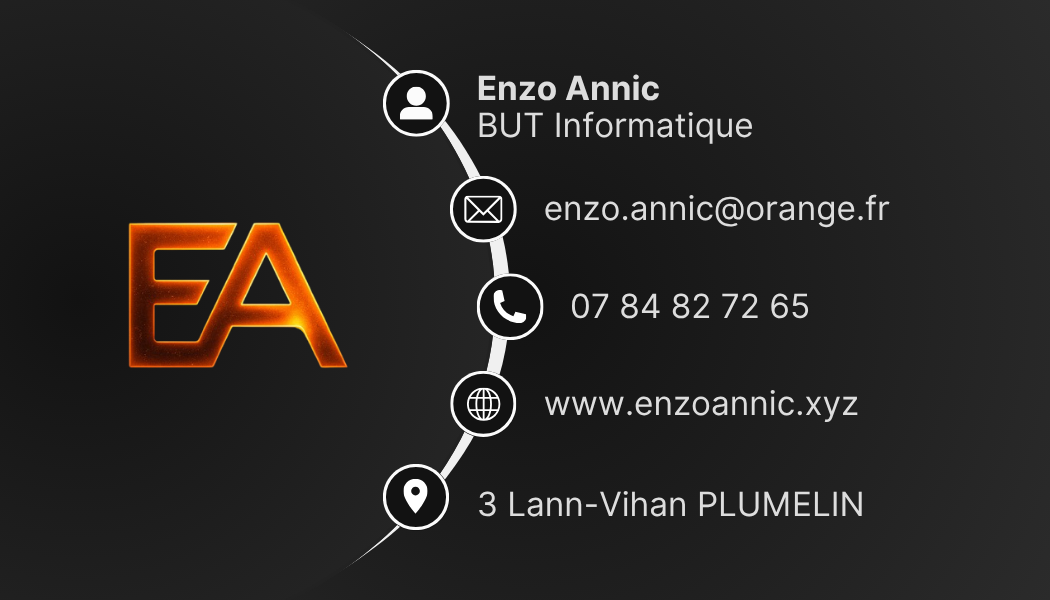 EA
Enzo Annic
BUT Informatique
enzo.annic@orange.fr
07 84 82 72 65
www.enzoannic.xyz
3 Lann-Vihan PLUMELIN